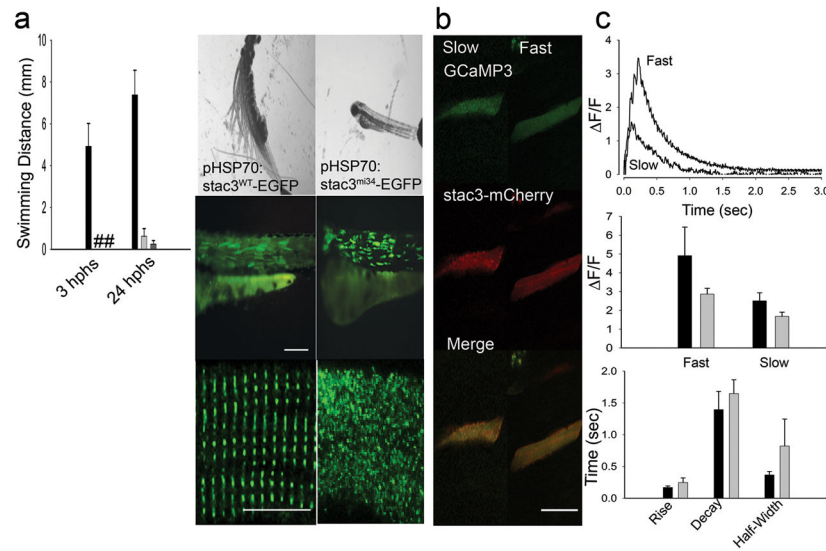 a
Swimming Distance (mm)
10
8
6
4
2
0
##
3 hphs
24 hphs
pHSP70:
stac3WT-EGFP
pHSP70:
stac3mi34-EGFP
b
Slow Fast
GCaMP3
stac3-mCherry
Merge
c
ΔF/F
4
3
2
1
0
Fast
Slow
0.0 0.5 1.0 1.5 2.0 2.5 3.0
Time (sec)
ΔF/F
7
6
5
4
3
2
1
0
Fast Slow
Time (sec)
2.0
1.5
1.0
0.5
0.0
Rise
Decay
Half-Width